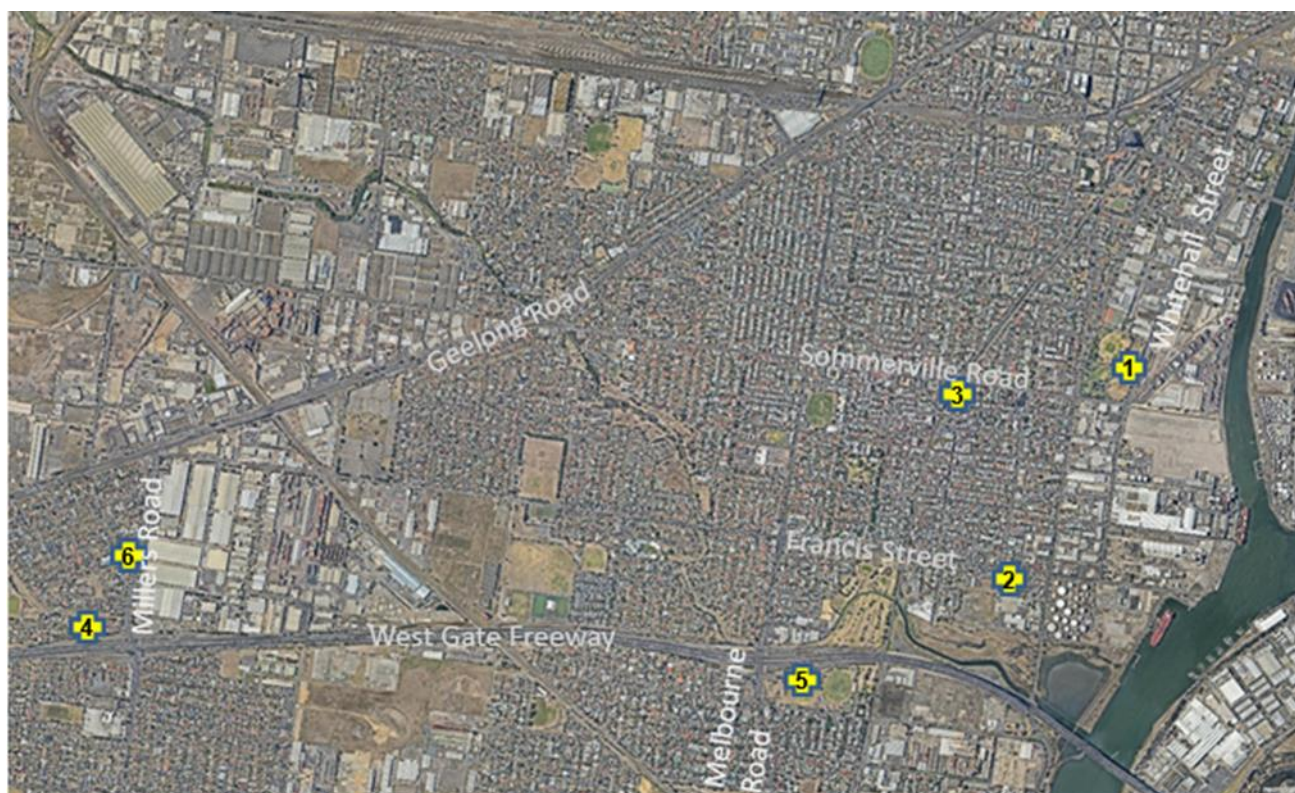 Whitehall Street
Geelong Road
Sommerville Road
1
3
Millers Road
6
Francis Street
2
4
West Gate Freeway
5
Melbourne
Road